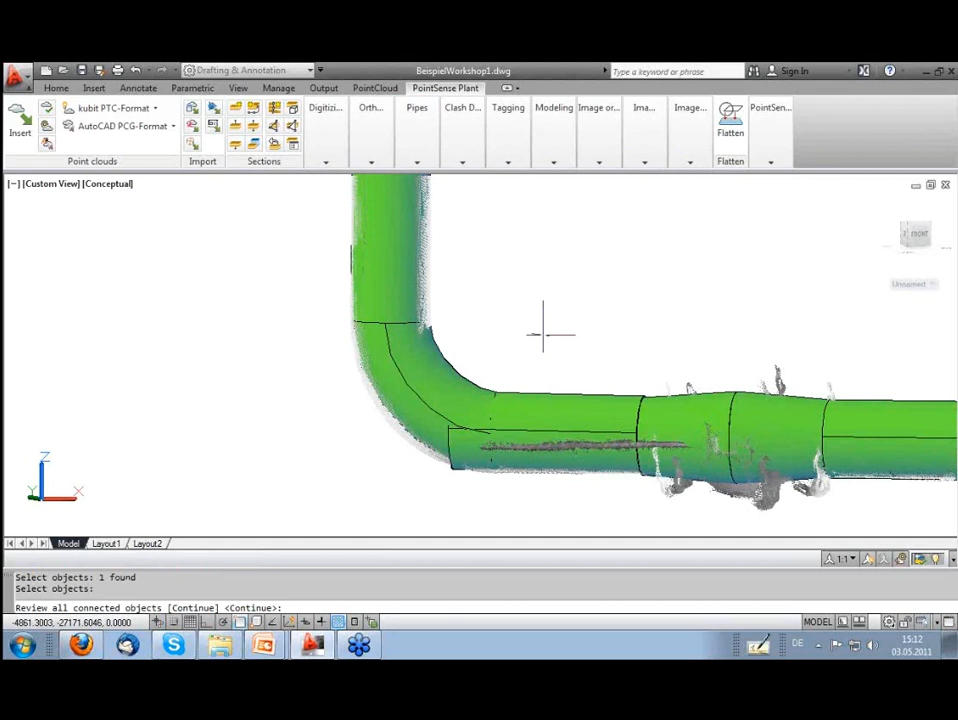 Drafting & Annotation
BeispielWorkshop1.dwg
Type a keyword or phrase
Sign In
Home Insert Annotate Parametric View Manage Output PointCloud PointSense Plant
Insert
kubit PTC-Format
AutoCAD PCG-Format
Digitizi...
Orth...
Pipes
Clash D...
Tagging
Modeling
Image or...
Ima...
Image...
Flatten
PointSen...
Point clouds
Import
Sections
Flatten
[−] [Custom View] [Conceptual]
FRONT
Unnamed
Z
Y
X
Model Layout1 Layout2
1:1
Select objects: 1 found
Select objects:
Review all connected objects [Continue] <Continue>:
-4861.3003, -27171.6046, 0.0000
MODEL
DE
15:12
03.05.2011